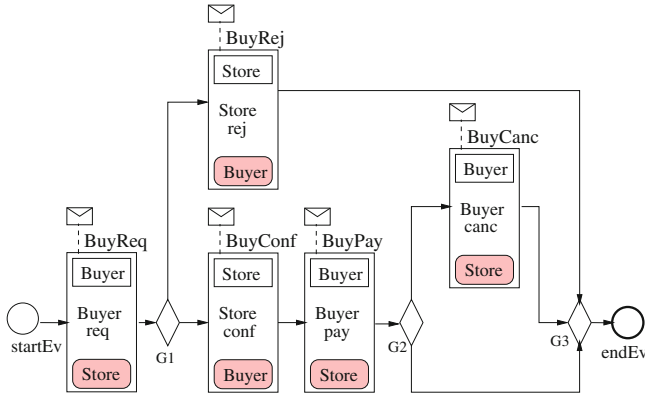 BuyRej
Store
Store
rej
Buyer
BuyCanc
Buyer
Buyer
canc
Store
BuyReq
Buyer
Buyer
req
Store
BuyConf
Store
Store
conf
Buyer
BuyPay
Buyer
Buyer
pay
Store
startEv
G1
G2
G3
endEv